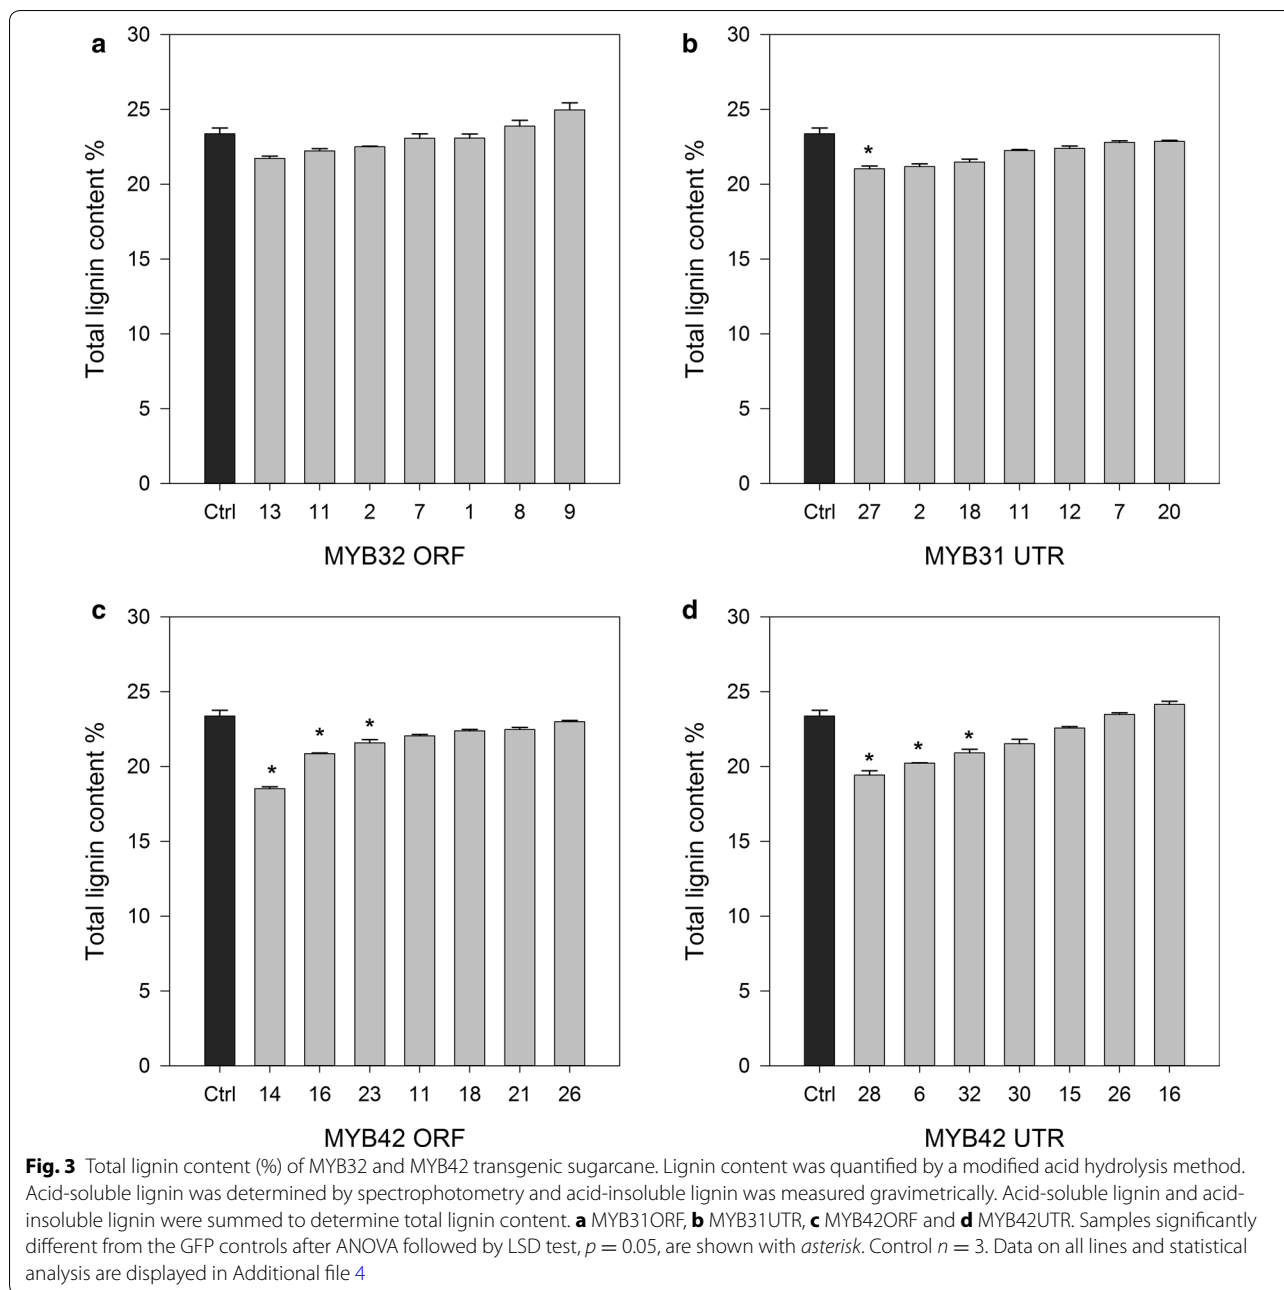 a
30
25
20
15
10
5
0
Total lignin content %
Ctrl 13 11 2 7 1 8 9
MYB32 ORF
b
30
25
20
15
10
5
0
Total lignin content %
*
Ctrl 27 2 18 11 12 7 20
MYB31 UTR
c
30
25
20
15
10
5
0
Total lignin content %
* * *
Ctrl 14 16 23 11 18 21 26
MYB42 ORF
d
30
25
20
15
10
5
0
Total lignin content %
* * *
Ctrl 28 6 32 30 15 26 16
MYB42 UTR
Fig. 3 Total lignin content (%) of MYB32 and MYB42 transgenic sugarcane. Lignin content was quantified by a modified acid hydrolysis method.
Acid-soluble lignin was determined by spectrophotometry and acid-insoluble lignin was measured gravimetrically. Acid-soluble lignin and acid-
insoluble lignin were summed to determine total lignin content. a MYB31ORF, b MYB31UTR, c MYB42ORF and d MYB42UTR. Samples significantly
different from the GFP controls after ANOVA followed by LSD test, p = 0.05, are shown with asterisk. Control n = 3. Data on all lines and statistical
analysis are displayed in Additional file 4